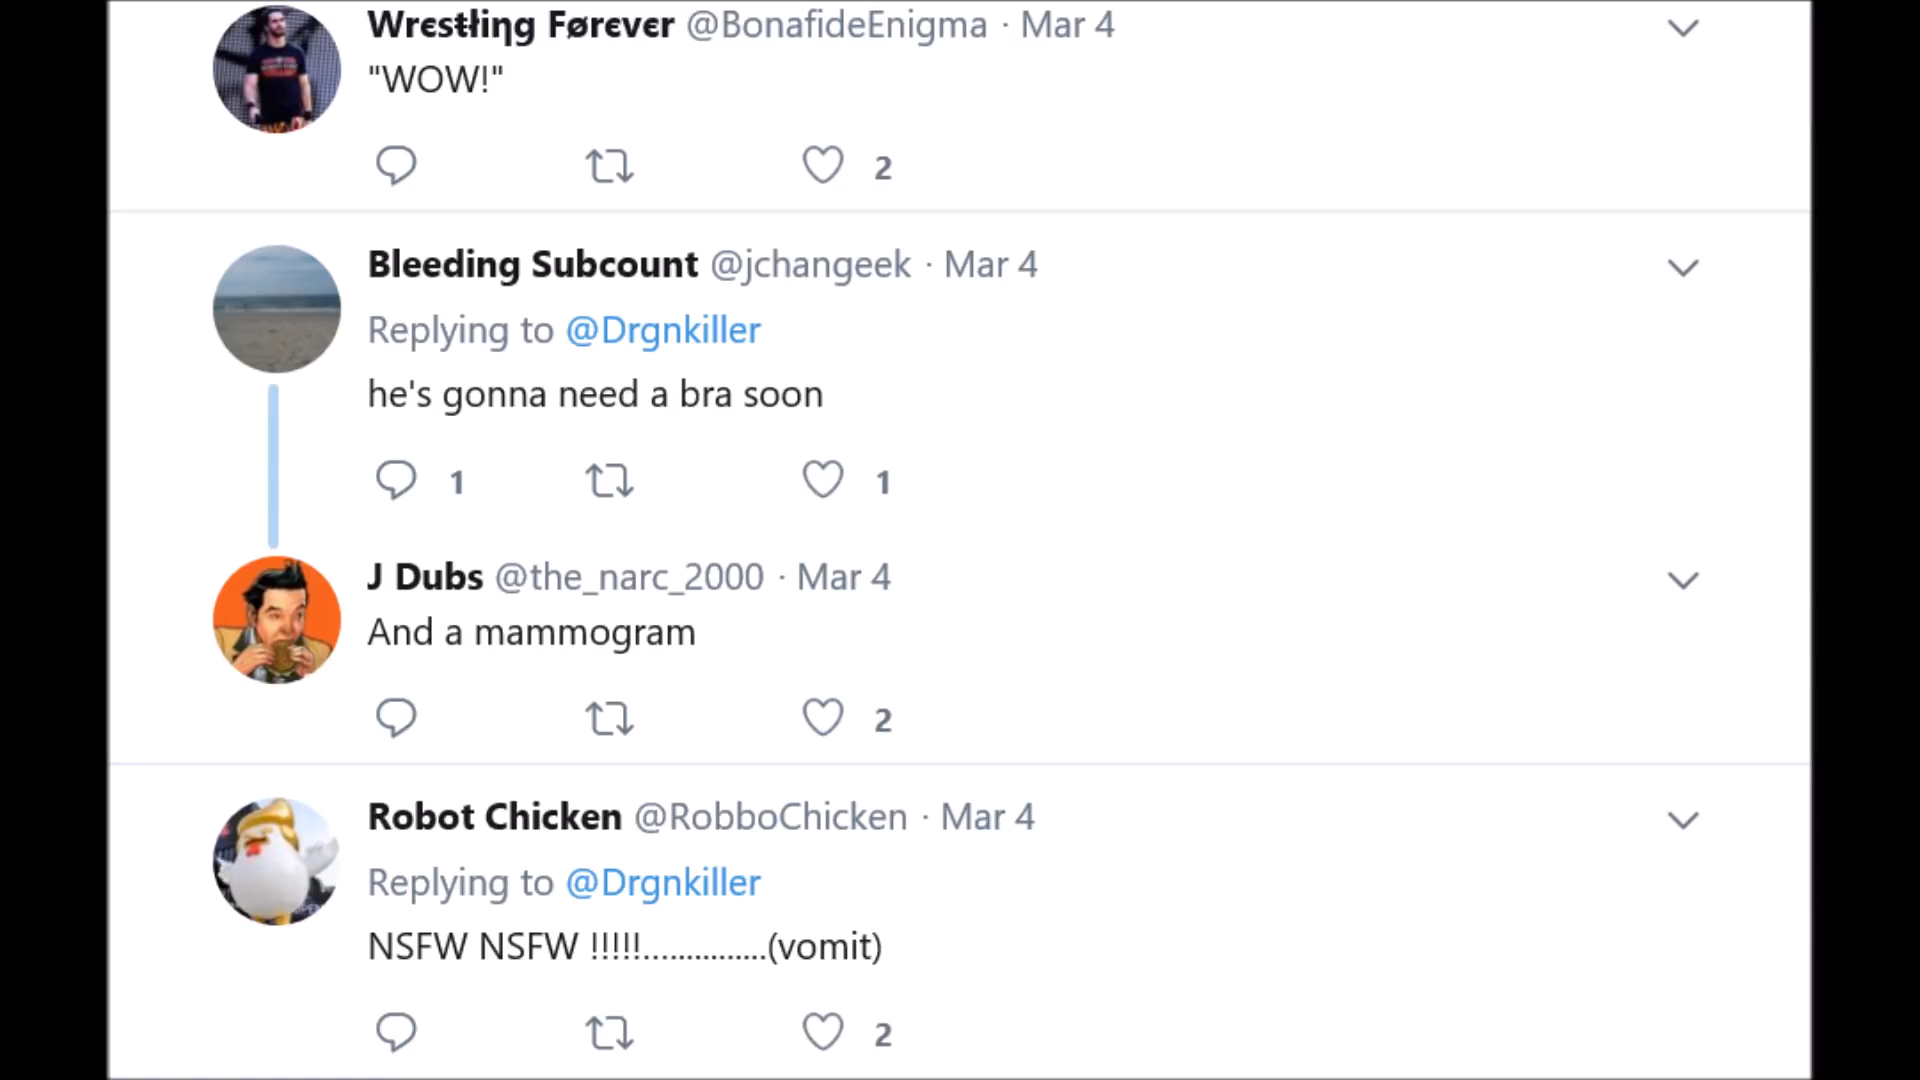 Wrєsŧłiηg Førєvєr @BonafideEnigma · Mar 4
"WOW!"
2
Bleeding Subcount @jchangeek · Mar 4
Replying to @Drgnkiller
he's gonna need a bra soon
1 1
J Dubs @the_narc_2000 · Mar 4
And a mammogram
2
Robot Chicken @RobboChicken · Mar 4
Replying to @Drgnkiller
NSFW NSFW !!!!!..............(vomit)
2